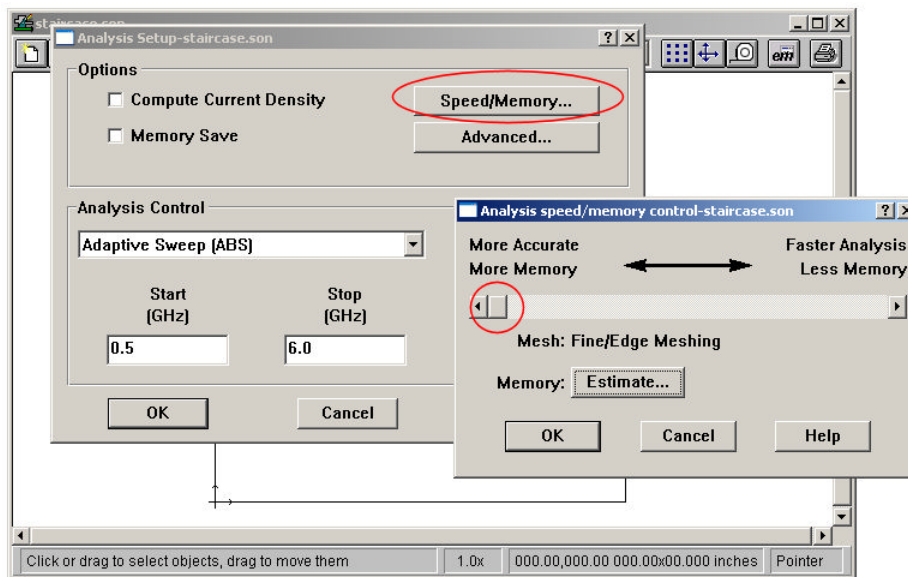 staircase.son
Analysis Setup-staircase.son
Options
Compute Current Density
Speed/Memory...
Memory Save
Advanced...
em
Analysis Control
Adaptive Sweep (ABS)
Start
(GHz)
Stop
(GHz)
0.5
6.0
OK
Cancel
Analysis speed/memory control-staircase.son
More Accurate
More Memory
Faster Analysis
Less Memory
Mesh: Fine/Edge Meshing
Memory:
Estimate...
OK
Cancel
Help
Click or drag to select objects, drag to move them
1.0x
000.00,000.00 000.00x00.000 inches
Pointer